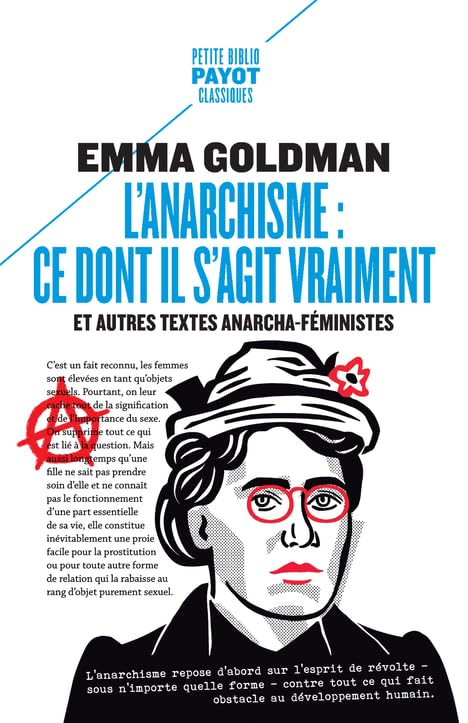 PETITE BIBLIO
PAYOT
CLASSIQUES
EMMA GOLDMAN
L'ANARCHISME :
CE DONT IL S'AGIT VRAIMENT
ET AUTRES TEXTES ANARCHA-FÉMINISTES
C'est un fait reconnu, les femmes
sont élevées en tant qu'objets
sexuels. Pourtant, on leur
cache tout de la signification
et de l'importance du sexe.
On supprime tout ce qui
est lié à la question. Mais
aussi longtemps qu'une
fille ne sait pas prendre
soin d'elle et ne connaît
pas le fonctionnement
d'une part essentielle
de sa vie, elle constitue
inévitablement une proie
facile pour la prostitution
ou pour toute autre forme
de relation qui la rabaisse au
rang d'objet purement sexuel.
L'anarchisme repose d'abord sur l'esprit de révolte –
sous n'importe quelle forme – contre tout ce qui fait
obstacle au développement humain.